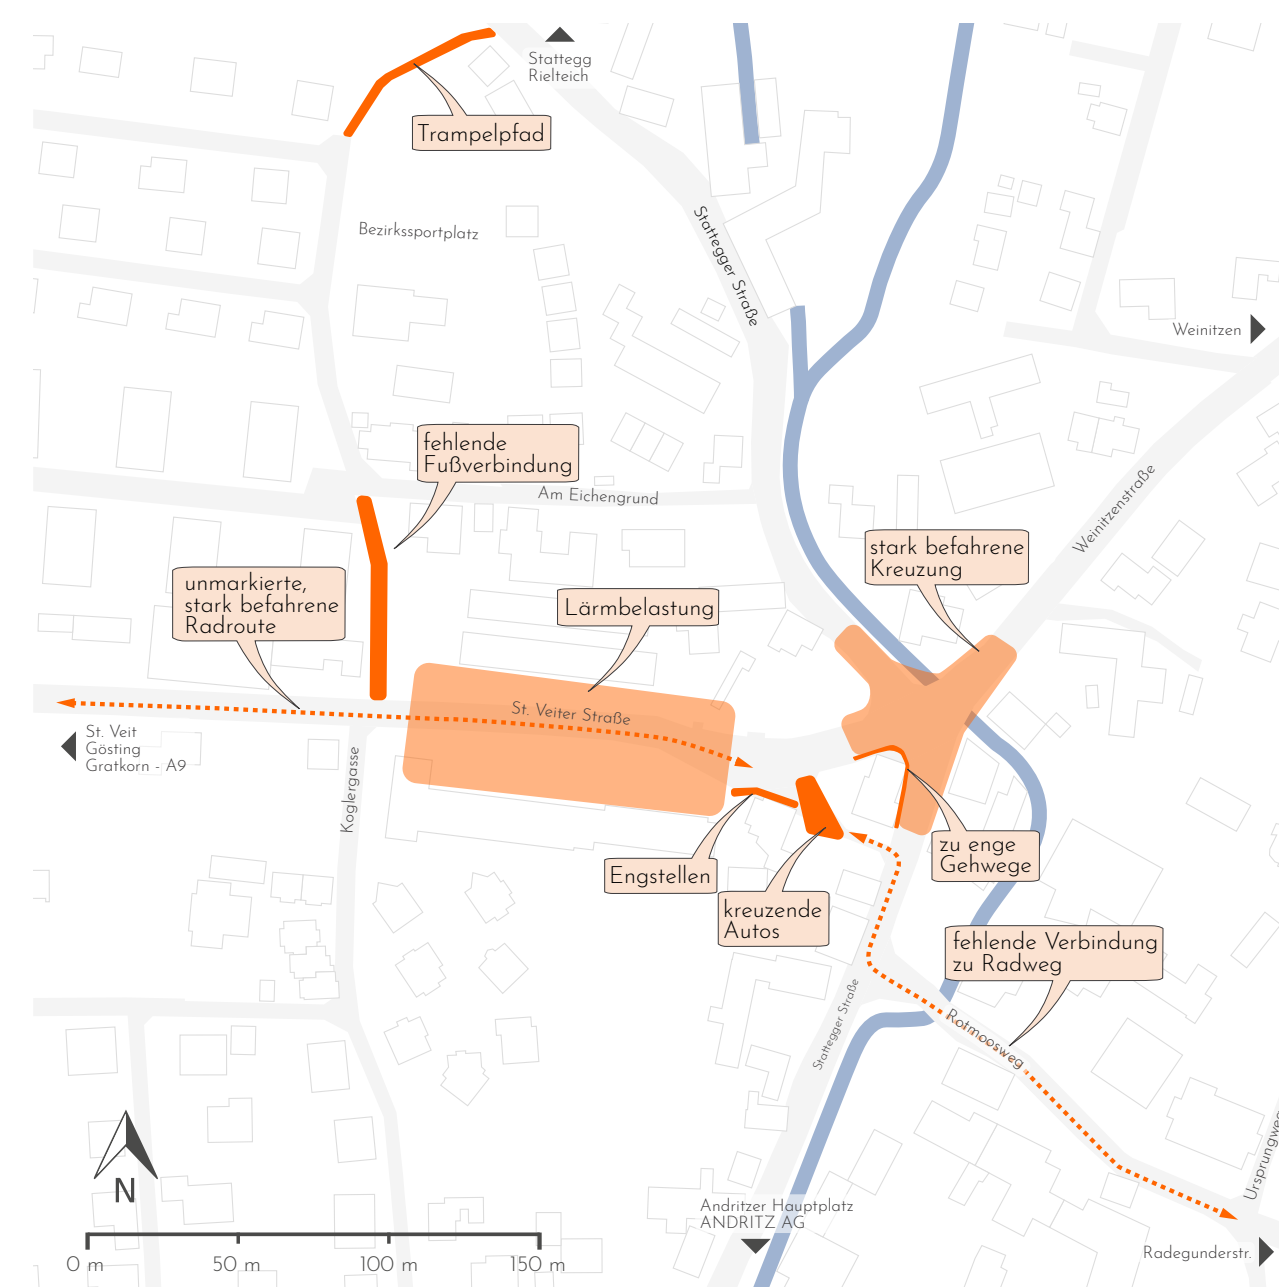 Stattegg
Rielteich
Trampelpfad
Bezirkssportplatz
Stattegger Straße
Weinitzen
fehlende
Fußverbindung
Am Eichengrund
Weinitzenstraße
stark befahrene
Kreuzung
unmarkierte,
stark befahrene
Radroute
Lärmbelastung
St. Veiter Straße
St. Veit
Gösting
Gratkorn - A9
Koglergasse
zu enge
Gehwege
Engstellen
kreuzende
Autos
fehlende Verbindung
zu Radweg
Stattegger Straße
Rotmoosweg
Ursprungweg
N
Andritzer Hauptplatz
ANDRITZ AG
Radegunderstr.
0 m
50 m
100 m
150 m